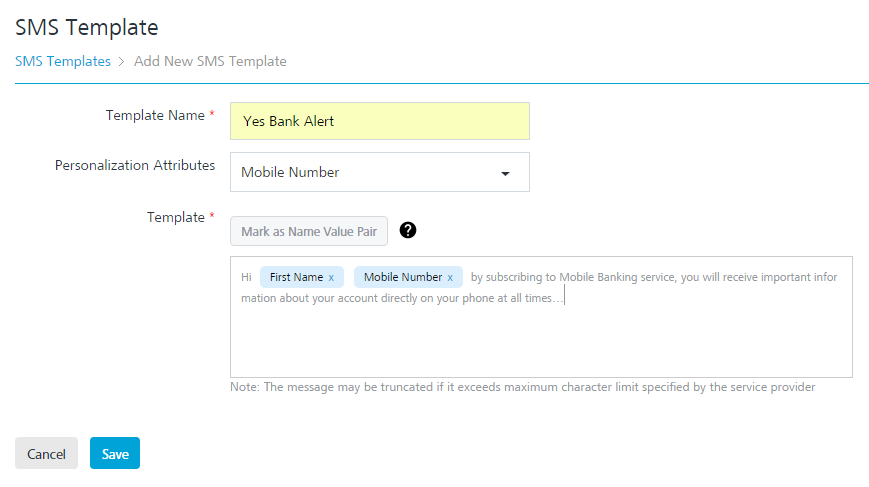 SMS Template
SMS Templates > Add New SMS Template
Template Name *
Yes Bank Alert
Personalization Attributes
Mobile Number
Template *
Mark as Name Value Pair ?
Hi First Name x Mobile Number x by subscribing to Mobile Banking service, you will receive important infor
mation about your account directly on your phone at all times...
Note: The message may be truncated if it exceeds maximum character limit specified by the service provider
Cancel Save